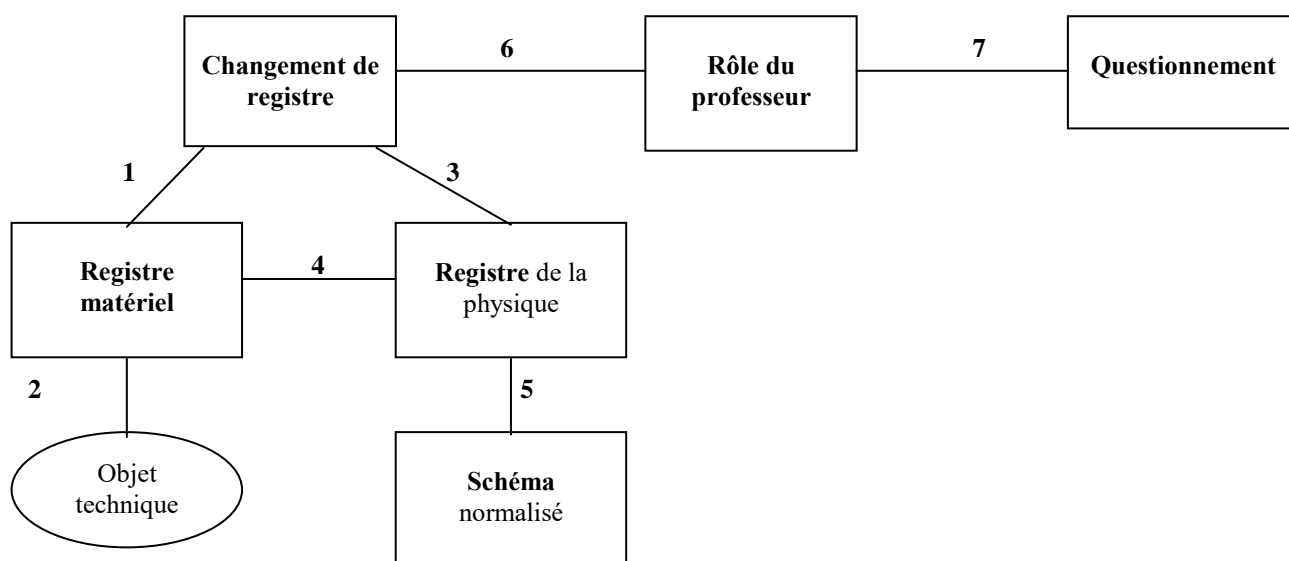 Changement de
registre
6
Rôle du
professeur
7
Questionnement
1
3
Registre
matériel
4
Registre de la
physique
2
5
Objet
technique
Schéma
normalisé